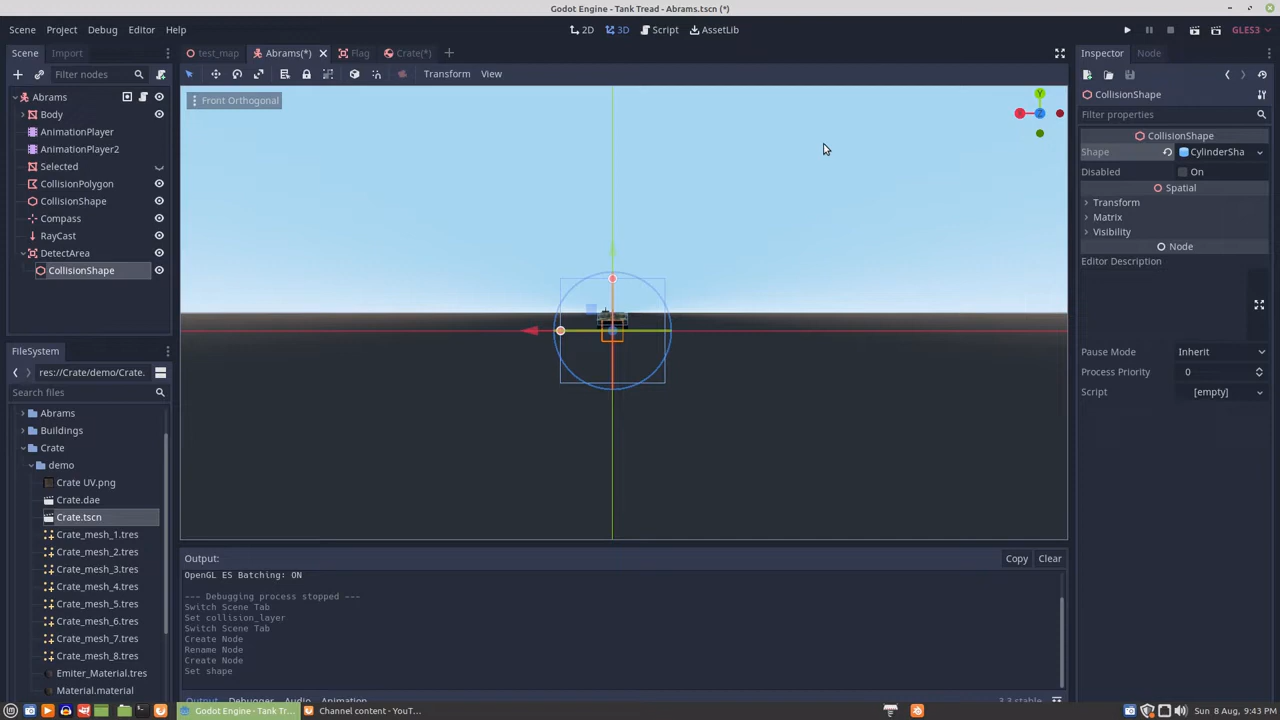 Godot Engine - Tank Tread - Abrams.tscn (*)
Scene Project Debug Editor Help
2D 3D Script AssetLib
GLES3
Scene Import
test_map Abrams(*) Flag Crate(*)
Inspector Node
Filter nodes
Transform View
Abrams
Body
AnimationPlayer
AnimationPlayer2
Selected
CollisionPolygon
CollisionShape
Compass
RayCast
DetectArea
CollisionShape
Front Orthogonal
Y
X
Z
CollisionShape
Filter properties
CollisionShape
Shape CylinderSha
Disabled On
Spatial
Transform
Matrix
Visibility
Node
Editor Description
Pause Mode Inherit
Process Priority 0
Script [empty]
FileSystem
res://Crate/demo/Crate.
Search files
Abrams
Buildings
Crate
demo
Crate UV.png
Crate.dae
Crate.tscn
Crate_mesh_1.tres
Crate_mesh_2.tres
Crate_mesh_3.tres
Crate_mesh_4.tres
Crate_mesh_5.tres
Crate_mesh_6.tres
Crate_mesh_7.tres
Crate_mesh_8.tres
Emiter_Material.tres
Material.material
Output: Copy Clear
OpenGL ES Batching: ON
--- Debugging process stopped ---
Switch Scene Tab
Set collision_layer
Switch Scene Tab
Create Node
Rename Node
Create Node
Set shape
Output Debugger Audio Animation 3.3.stable
Godot Engine - Tank Tr... Channel content - YouT... Sun 8 Aug, 9:43 PM